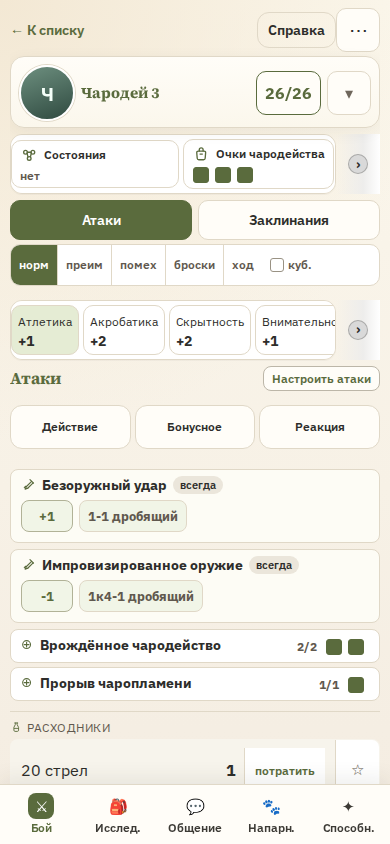 ← К списку
Справка
...
Ч
Чародей 3
26/26
▼
Состояния
нет
Очки чародейства
›
Атаки
Заклинания
норм
преим
помех
броски
ход
куб.
Атлетика
+1
Акробатика
+2
Скрытность
+2
Внимательно
+1
›
Атаки
Настроить атаки
Действие
Бонусное
Реакция
Безоружный удар
всегда
+1
1-1 дробящий
Импровизированное оружие
всегда
-1
1к4-1 дробящий
Врождённое чародейство
2/2
Прорыв чаропламени
1/1
РАСХОДНИКИ
20 стрел
1
потратить
☆
Бой
Исслед.
Общение
Напарн.
Способн.